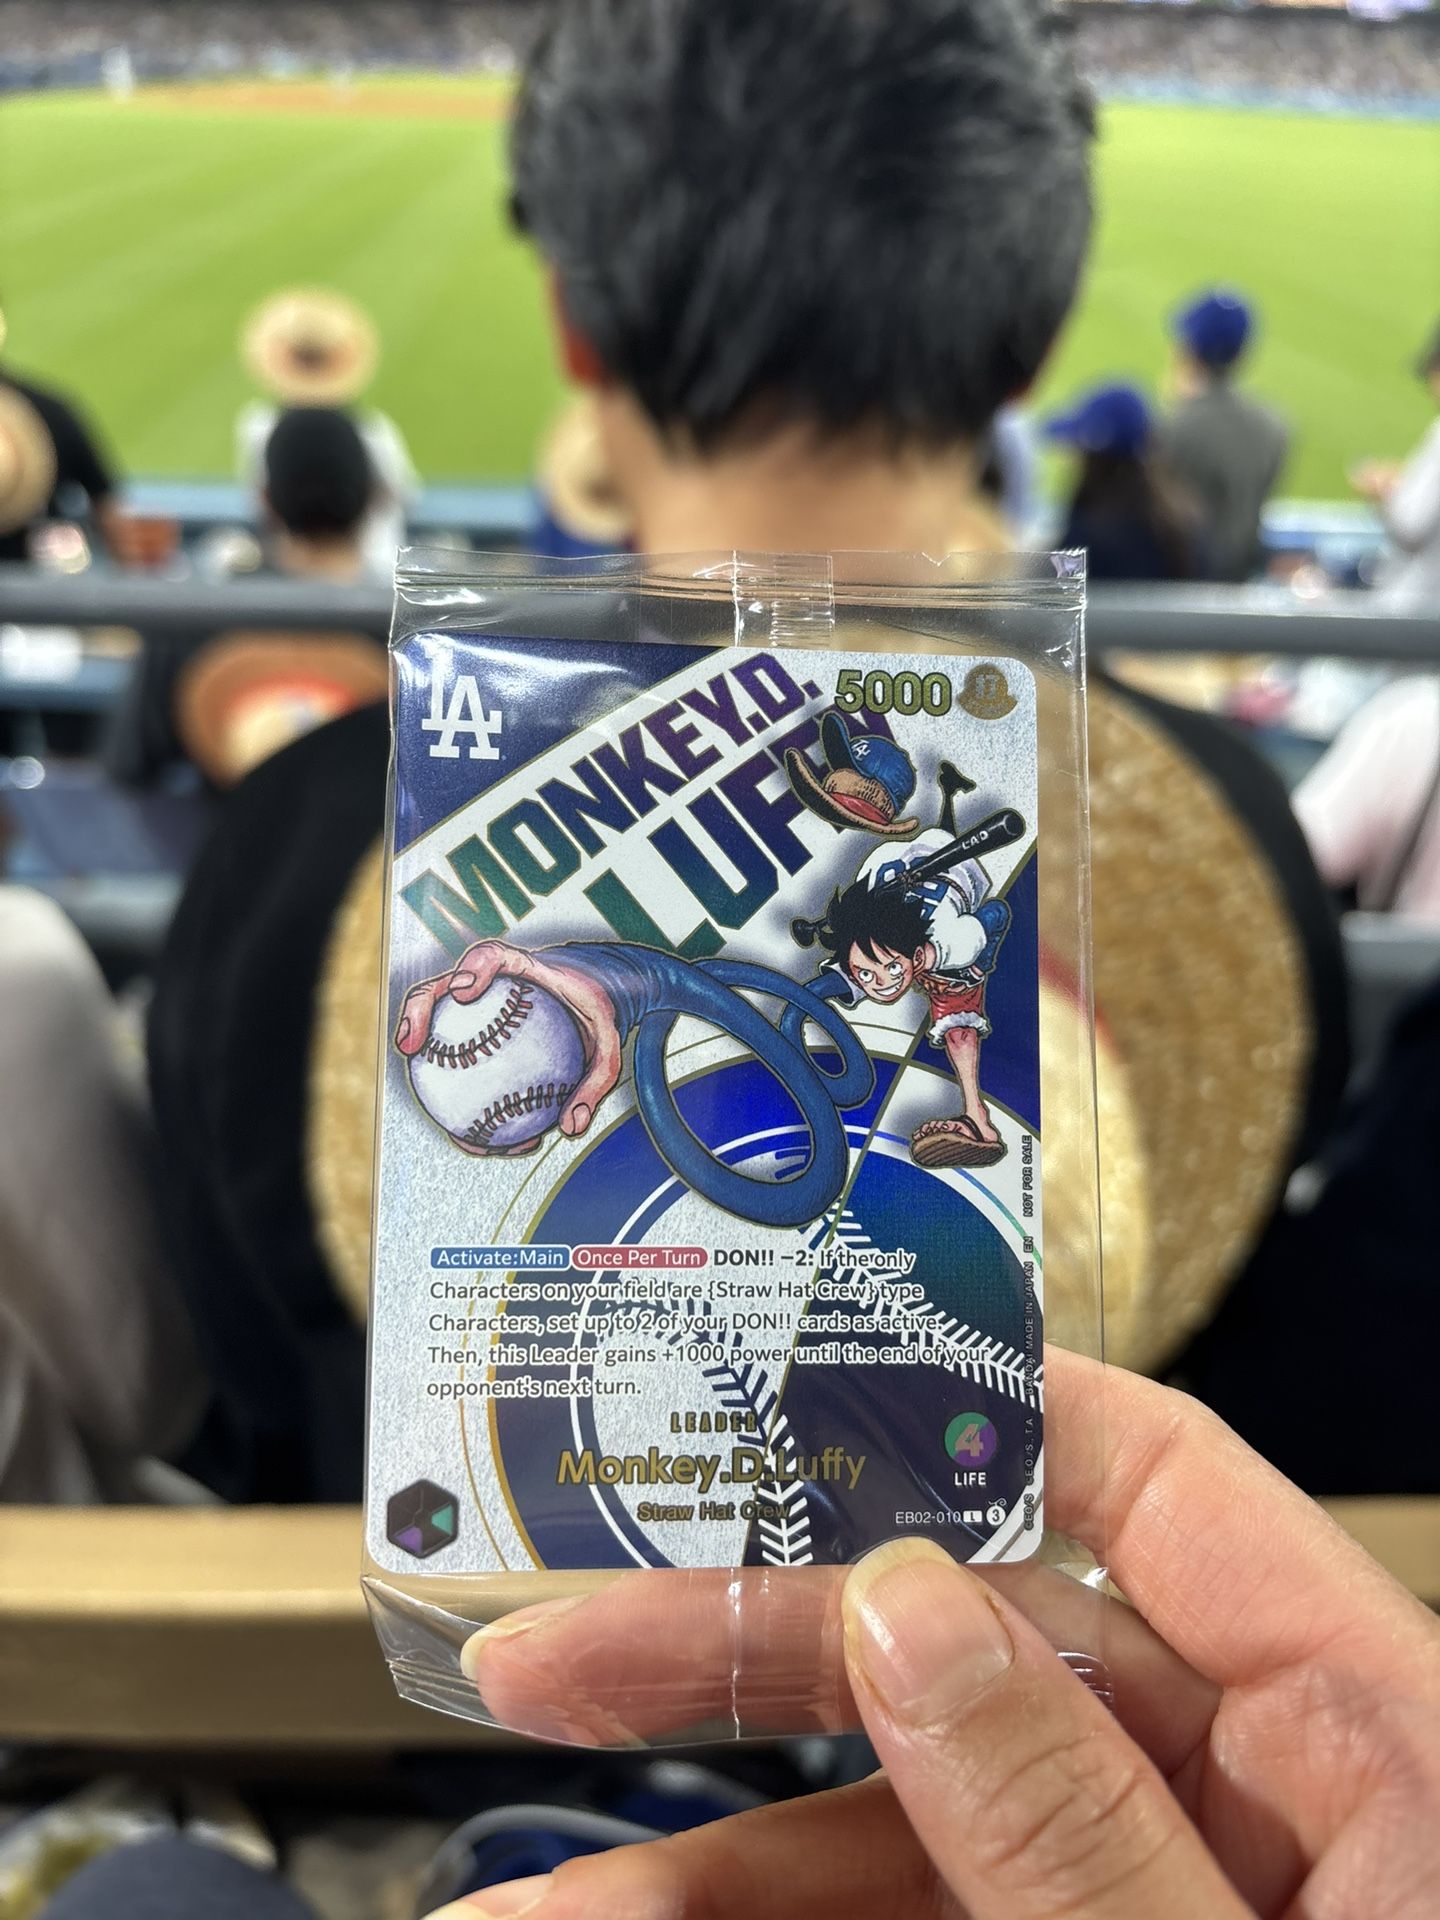 LA
MONKEY.D.
5000
17
LA
LAD
Activate:Main Once Per Turn DON!! −2: If the only
Characters on your field are {Straw Hat Crew} type
Characters, set up to 2 of your DON!! cards as active.
Then, this Leader gains +1000 power until the end of your
opponent's next turn.
LEADER
Monkey.D.Luffy
Straw Hat Crew
4
LIFE
EB02-010 L 3
BANDAI MADE IN JAPAN EN NOT FOR SALE